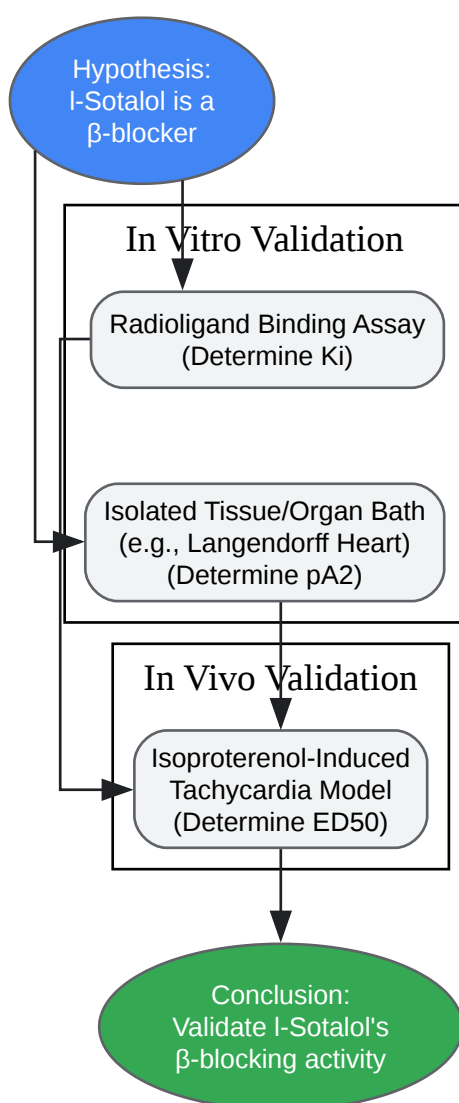 Hypothesis:
l-Sotalol is a
β-blocker
In Vitro Validation
Radioligand Binding Assay
(Determine Ki)
Isolated Tissue/Organ Bath
(e.g., Langendorff Heart)
(Determine pA2)
In Vivo Validation
Isoproterenol-Induced
Tachycardia Model
(Determine ED50)
Conclusion:
Validate l-Sotalol's
β-blocking activity